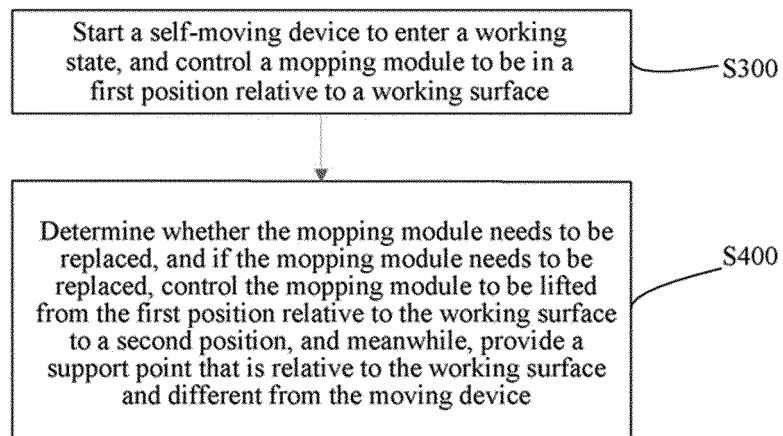 Start a self-moving device to enter a working
state, and control a mopping module to be in a
first position relative to a working surface
S300
Determine whether the mopping module needs to be
replaced, and if the mopping module needs to be
replaced, control the mopping module to be lifted
from the first position relative to the working surface
to a second position, and meanwhile, provide a
support point that is relative to the working surface
and different from the moving device
S400